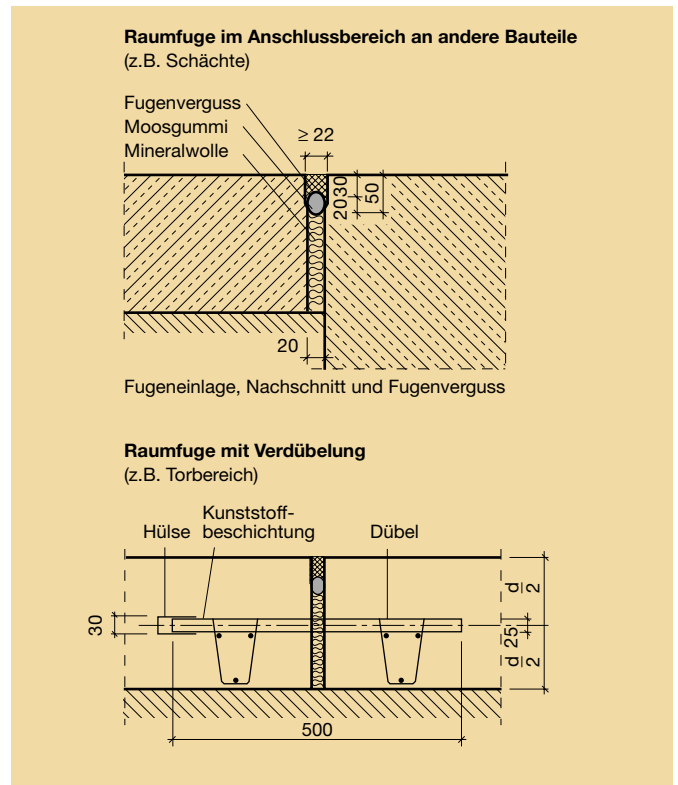 Raumfuge im Anschlussbereich an andere Bauteile
(z.B. Schächte)
Fugenverguss
Moosgummi
Mineralwolle
≥ 22
30
20
50
20
Fugeneinlage, Nachschnitt und Fugenverguss
Raumfuge mit Verdübelung
(z.B. Torbereich)
Kunststoff-
Hülse beschichtung Dübel
30
d/2
25
d/2
500